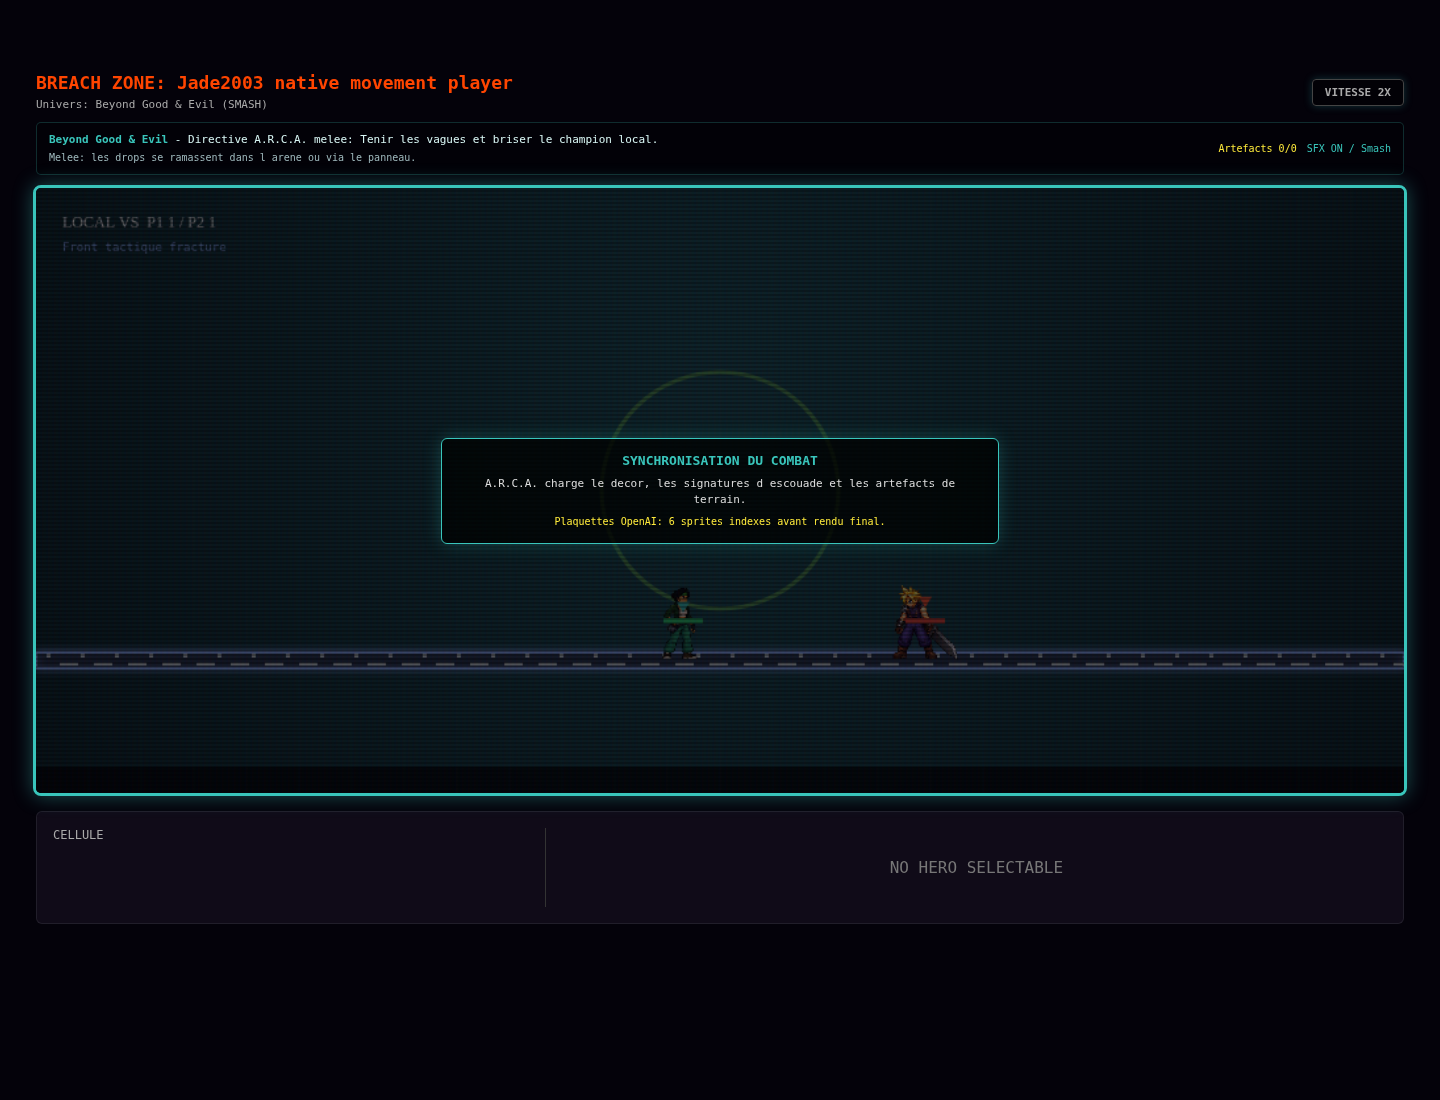 BREACH ZONE: Jade2003 native movement player
Univers: Beyond Good & Evil (SMASH)
VITESSE 2X
Beyond Good & Evil - Directive A.R.C.A. melee: Tenir les vagues et briser le champion local.
Melee: les drops se ramassent dans l arene ou via le panneau.
Artefacts 0/0 SFX ON / Smash
LOCAL VS P1 1 / P2 1
Front tactique fracture
SYNCHRONISATION DU COMBAT
A.R.C.A. charge le decor, les signatures d escouade et les artefacts de
terrain.
Plaquettes OpenAI: 6 sprites indexes avant rendu final.
CELLULE
NO HERO SELECTABLE